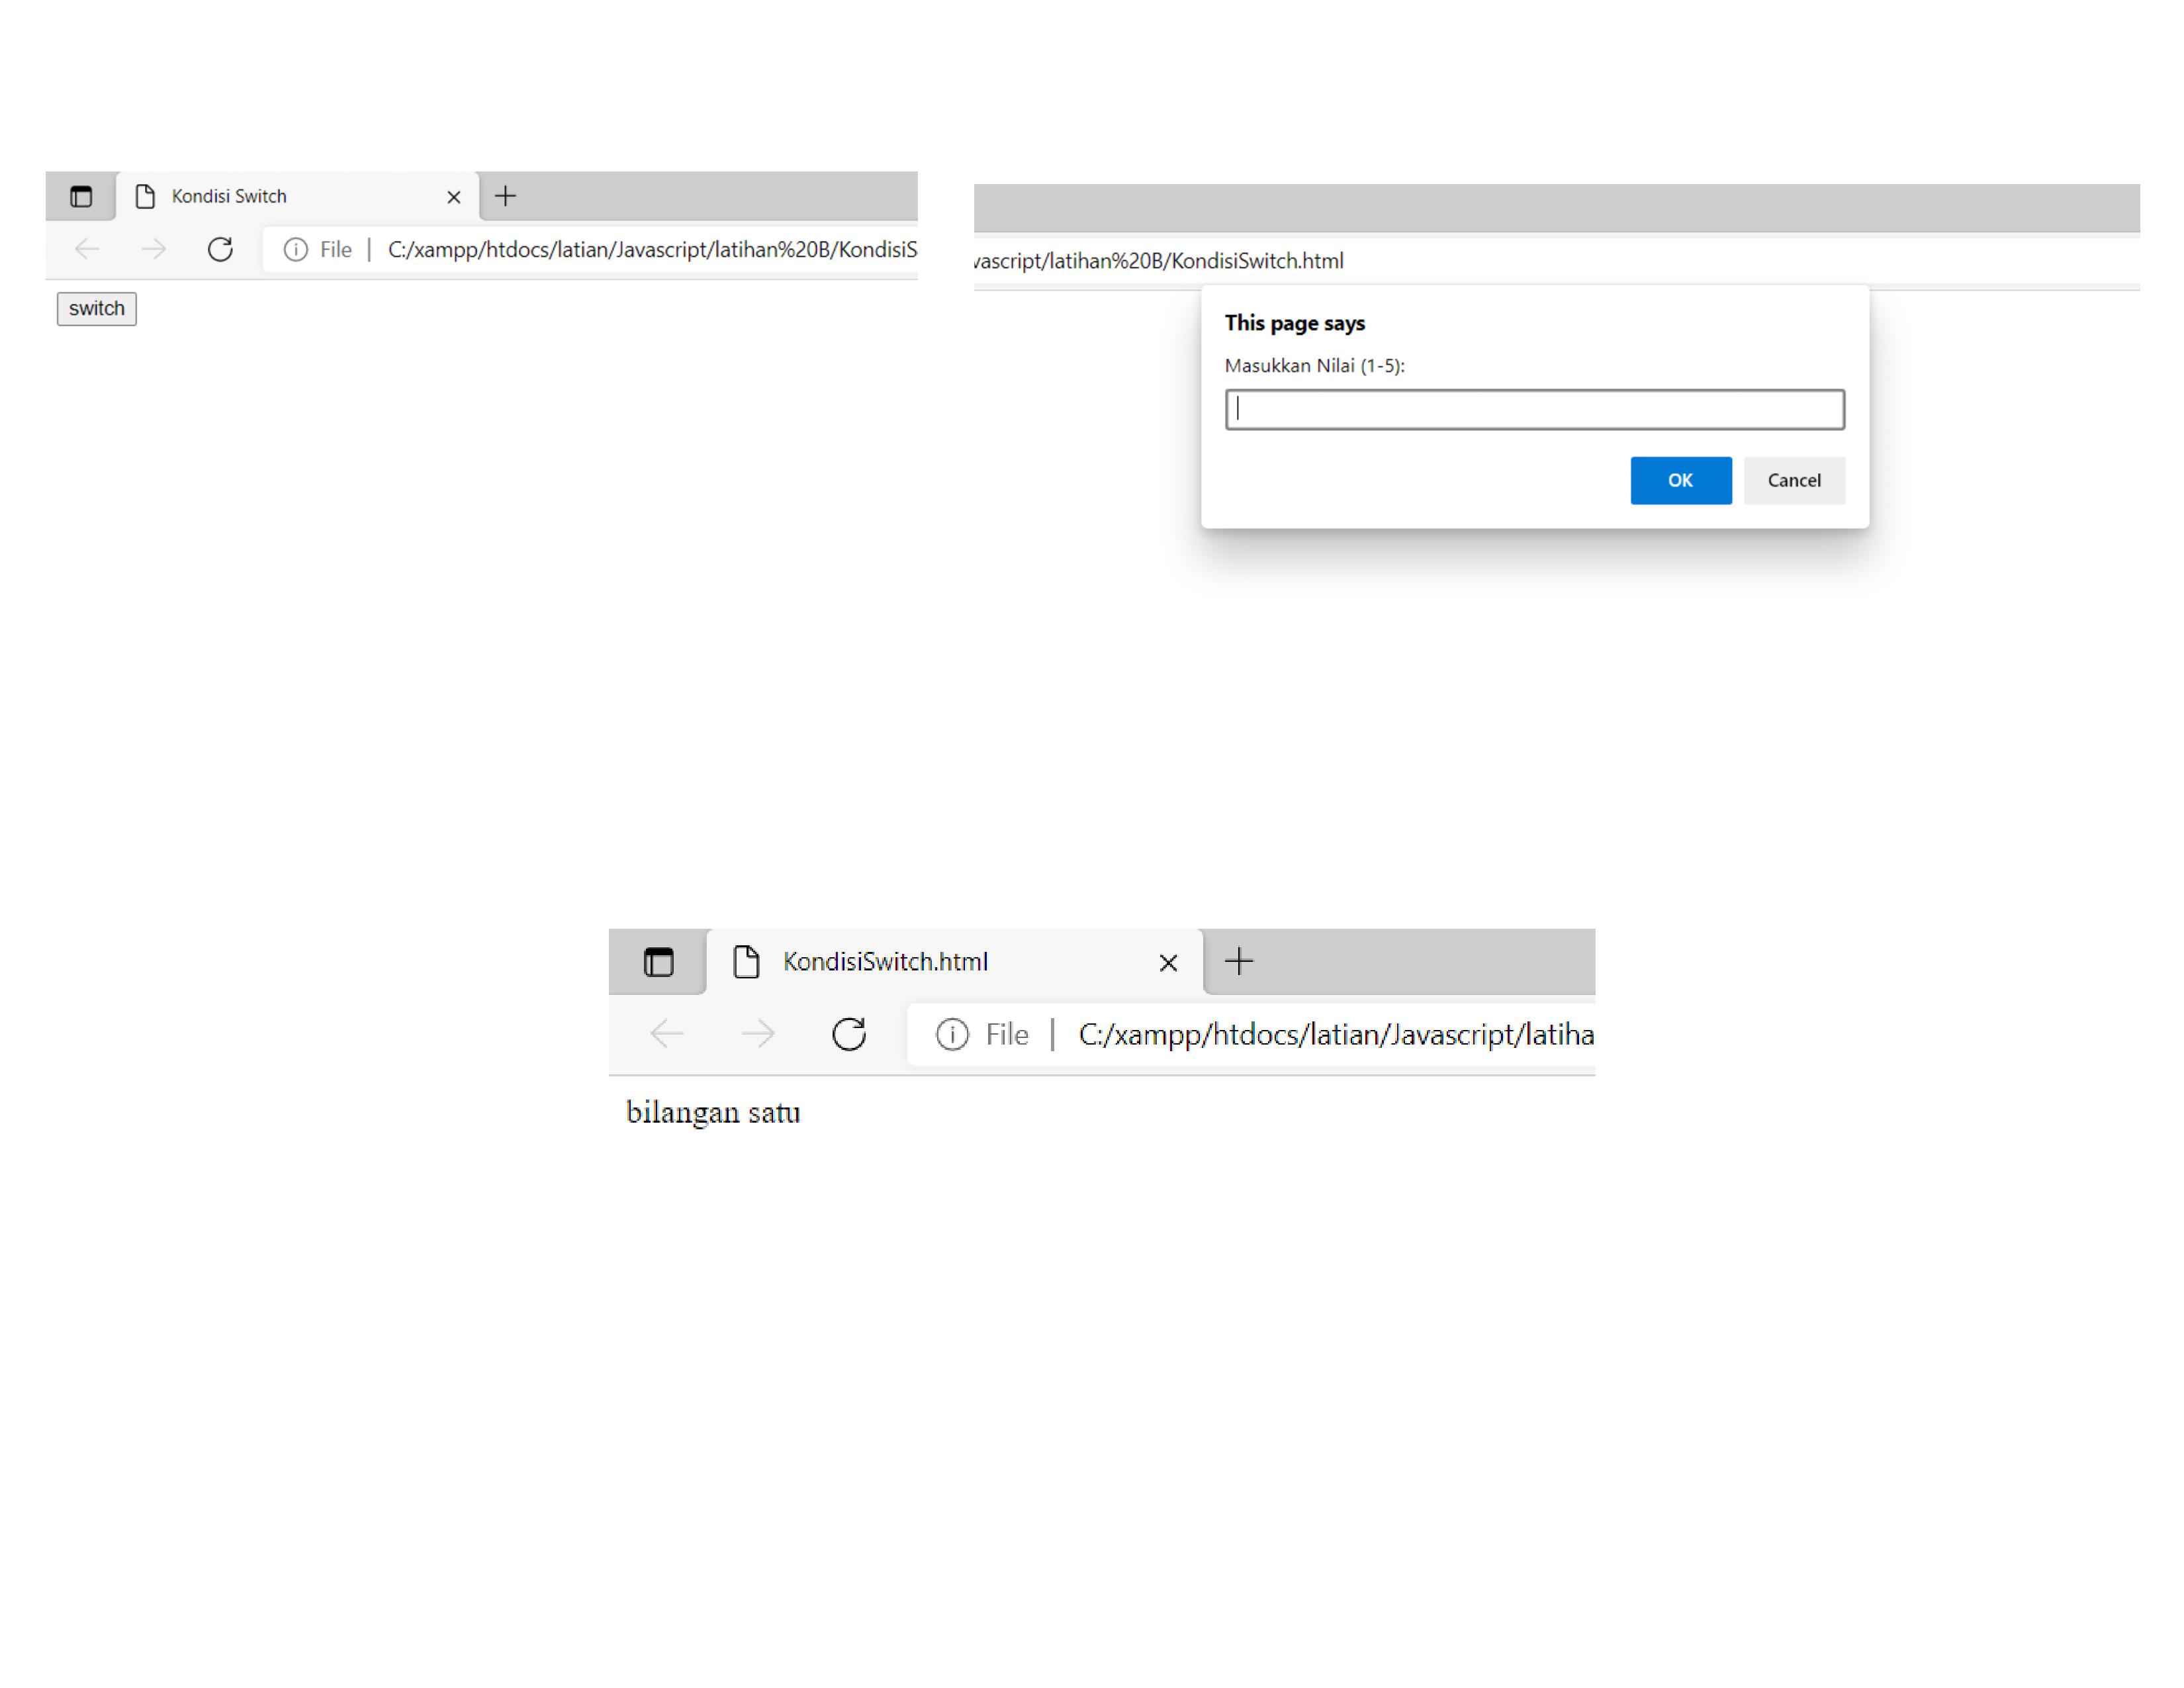 Kondisi Switch
File | C:/xampp/htdocs/latian/Javascript/latihan%20B/KondisiS
switch
vascript/latihan%20B/KondisiSwitch.html
This page says
Masukkan Nilai (1-5):
OK Cancel
KondisiSwitch.html
File | C:/xampp/htdocs/latian/Javascript/latiha
bilangan satu